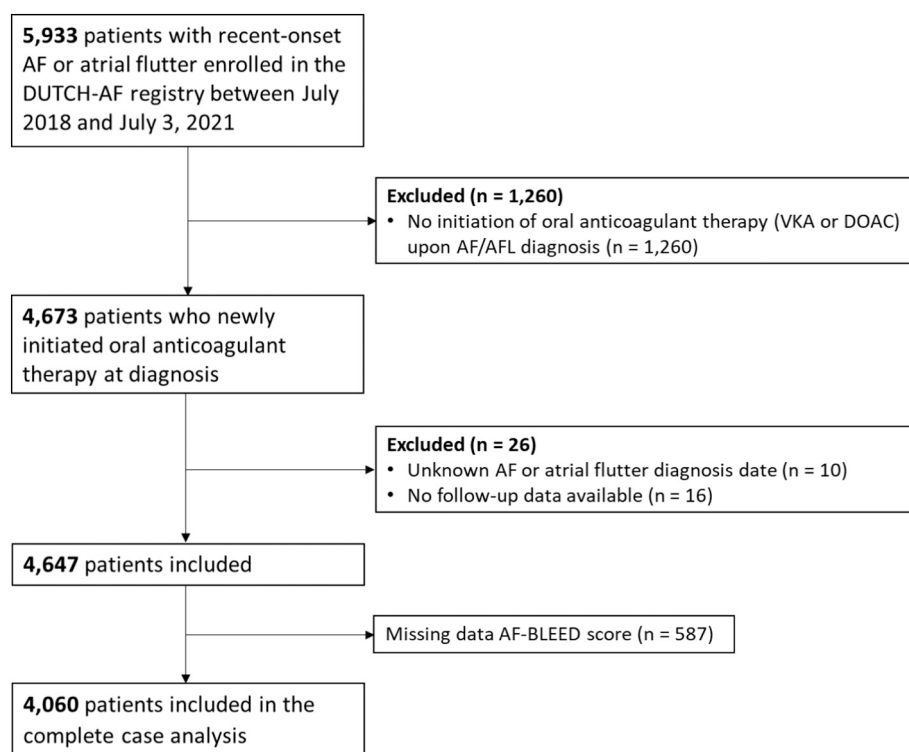 5,933 patients with recent-onset
AF or atrial flutter enrolled in the
DUTCH-AF registry between July
2018 and July 3, 2021
Excluded (n = 1,260)
• No initiation of oral anticoagulant therapy (VKA or DOAC)
upon AF/AFL diagnosis (n = 1,260)
4,673 patients who newly
initiated oral anticoagulant
therapy at diagnosis
Excluded (n = 26)
• Unknown AF or atrial flutter diagnosis date (n = 10)
• No follow-up data available (n = 16)
4,647 patients included
Missing data AF-BLEED score (n = 587)
4,060 patients included in the
complete case analysis